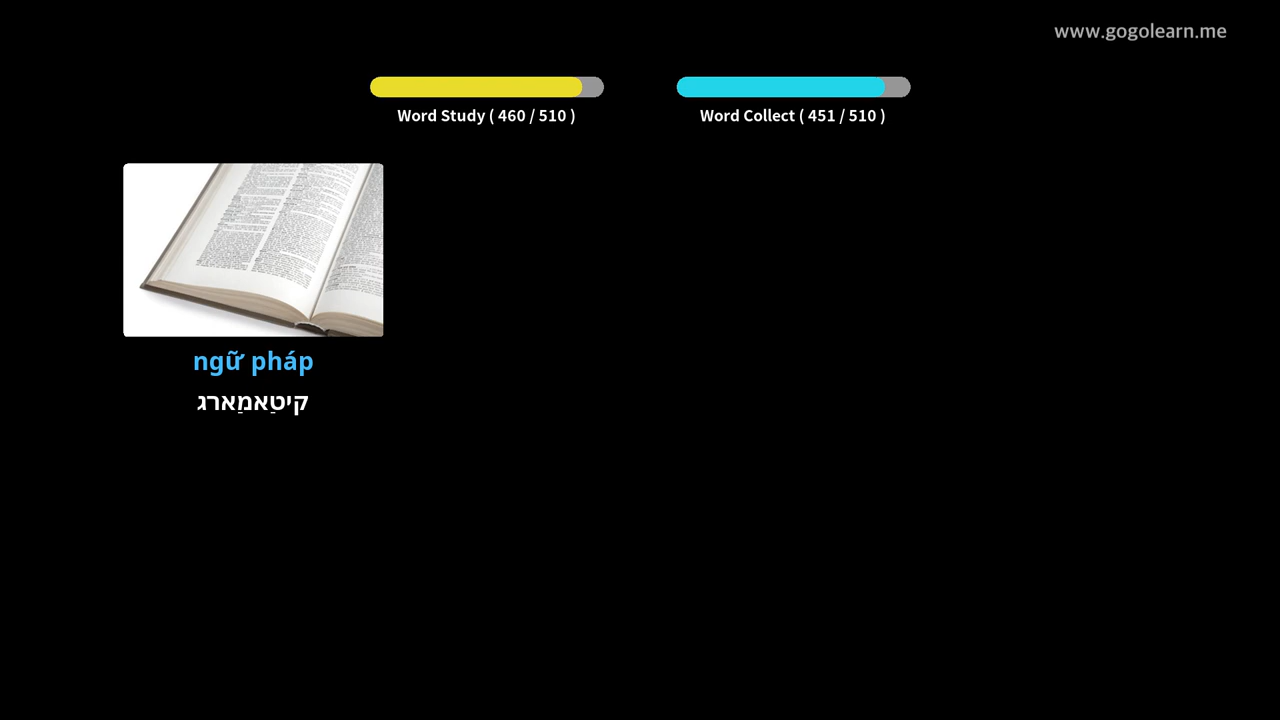 www.gogolearn.me
Word Study ( 460 / 510 )
Word Collect ( 451 / 510 )
ngữ pháp
קיטַאמַארג